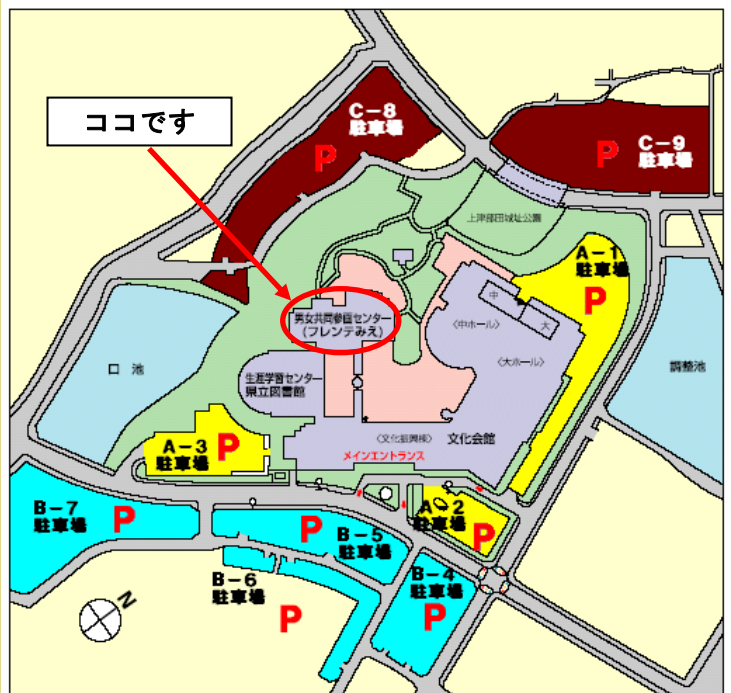 ココです
C－8
駐車場
P
C－9
駐車場
P
上津部田城址公園
A－1
駐車場
P
中
大
〈中ホール〉
〈大ホール〉
男女共同参画センター
(フレンテみえ)
口 池
調整池
生涯学習センター
県立図書館
〈文化振興棟〉 文化会館
メインエントランス
A－3
駐車場
P
A－2
駐車場
P
B－7
駐車場
P
B－5
駐車場
P
B－6
駐車場
P
B－4
駐車場
P
N